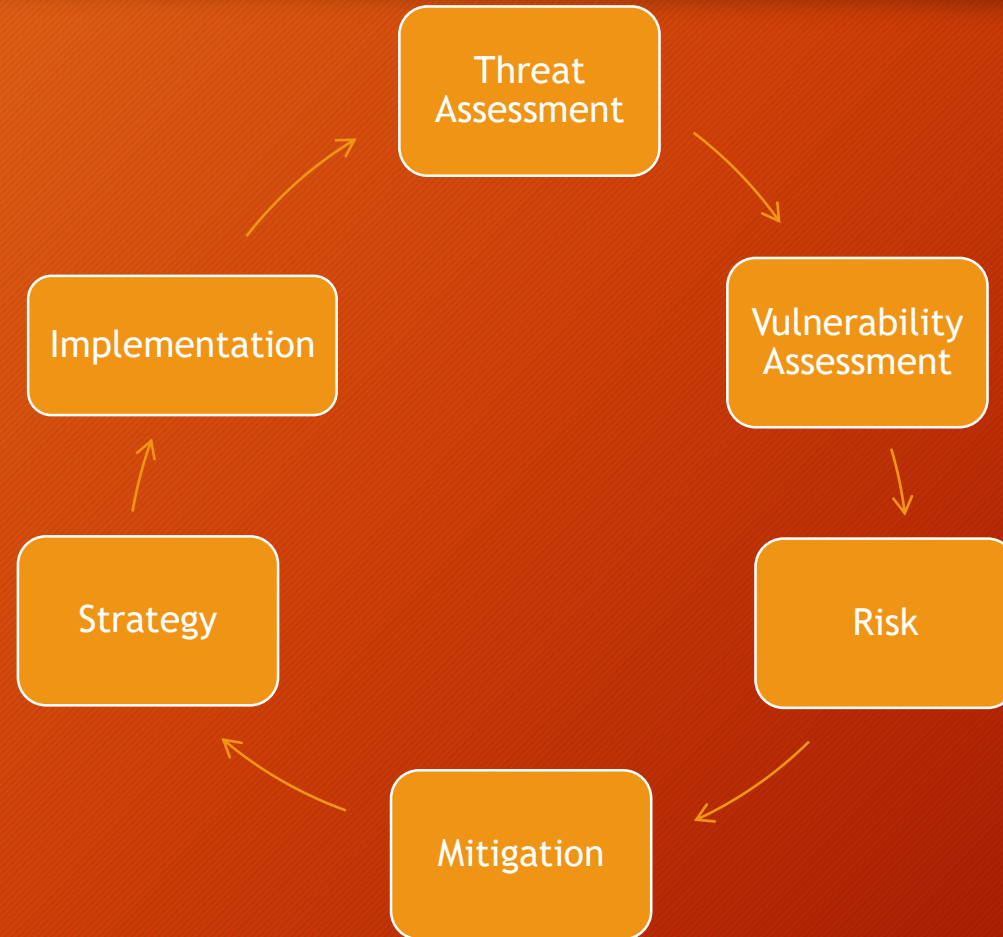 Threat
Assessment
Vulnerability
Assessment
Risk
Mitigation
Strategy
Implementation